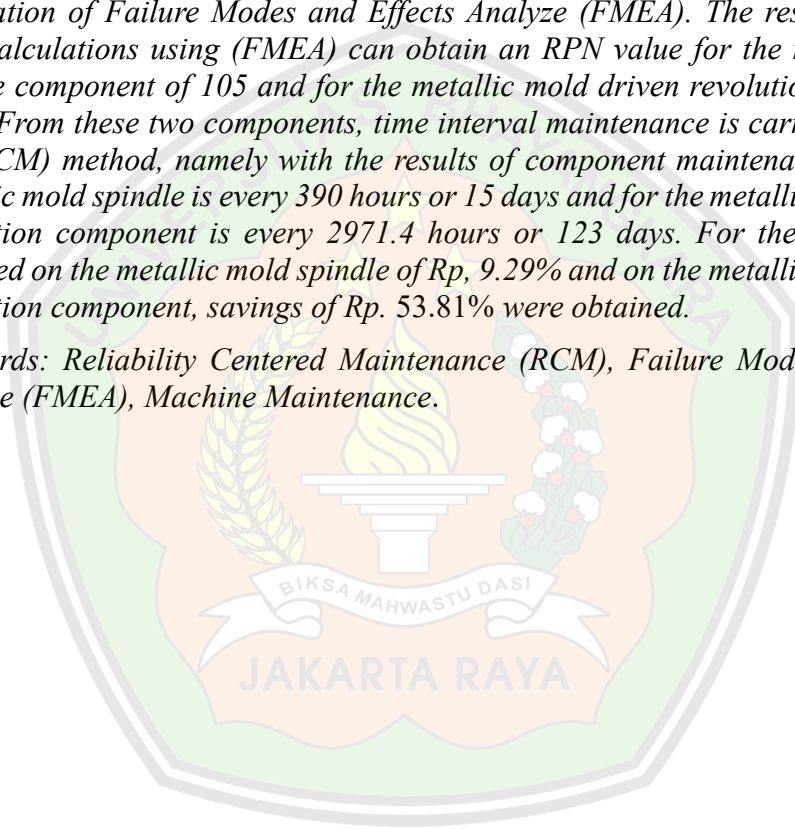 ation of Failure Modes and Effects Analyze (FMEA). The res
alculations using (FMEA) can obtain an RPN value for the
e component of 105 and for the metallic mold driven revolutio
From these two components, time interval maintenance is carr
CM) method, namely with the results of component maintena
ic mold spindle is every 390 hours or 15 days and for the metalli
tion component is every 2971.4 hours or 123 days. For the
ed on the metallic mold spindle of Rp, 9.29% and on the metalli
tion component, savings of Rp. 53.81% were obtained.
rds: Reliability Centered Maintenance (RCM), Failure Mod
e (FMEA), Machine Maintenance.
UNIVERSITAS BHAYANGKARA
BIKSA MAHWASTU DASI
JAKARTA RAYA